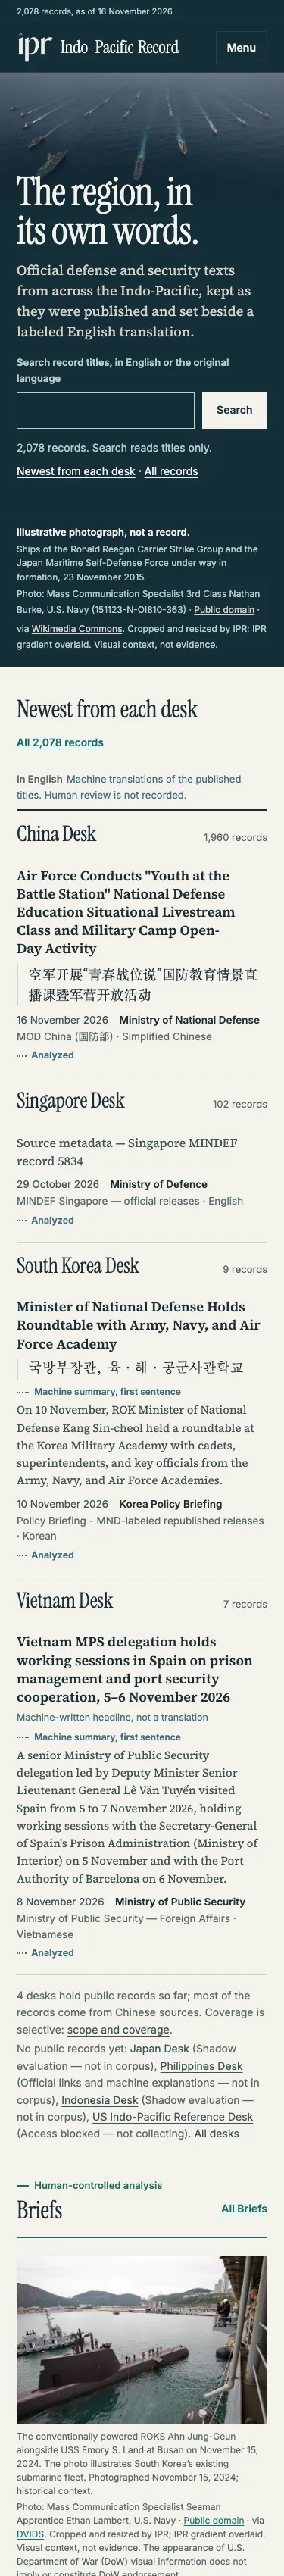 2,078 records, as of 16 November 2026
ipr Indo-Pacific Record
Menu
The region, in
its own words.
Official defense and security texts
from across the Indo-Pacific, kept as
they were published and set beside a
labeled English translation.
Search record titles, in English or the original
language
Search
2,078 records. Search reads titles only.
Newest from each desk · All records
Illustrative photograph, not a record.
Ships of the Ronald Reagan Carrier Strike Group and the
Japan Maritime Self-Defense Force under way in
formation, 23 November 2015.
Photo: Mass Communication Specialist 3rd Class Nathan
Burke, U.S. Navy (151123-N-OI810-363) · Public domain ·
via Wikimedia Commons. Cropped and resized by IPR; IPR
gradient overlaid. Visual context, not evidence.
Newest from each desk
All 2,078 records
In English Machine translations of the published
titles. Human review is not recorded.
China Desk
1,960 records
Air Force Conducts "Youth at the
Battle Station" National Defense
Education Situational Livestream
Class and Military Camp Open-
Day Activity
空军开展“青春战位说”国防教育情景直
播课暨军营开放活动
16 November 2026 Ministry of National Defense
MOD China (国防部) · Simplified Chinese
Analyzed
Singapore Desk
102 records
Source metadata — Singapore MINDEF
record 5834
29 October 2026 Ministry of Defence
MINDEF Singapore — official releases · English
Analyzed
South Korea Desk
9 records
Minister of National Defense Holds
Roundtable with Army, Navy, and Air
Force Academy
국방부장관, 육·해·공군사관학교
Machine summary, first sentence
On 10 November, ROK Minister of National
Defense Kang Sin-cheol held a roundtable at
the Korea Military Academy with cadets,
superintendents, and key officials from the
Army, Navy, and Air Force Academies.
10 November 2026 Korea Policy Briefing
Policy Briefing - MND-labeled republished releases
· Korean
Analyzed
Vietnam Desk
7 records
Vietnam MPS delegation holds
working sessions in Spain on prison
management and port security
cooperation, 5–6 November 2026
Machine-written headline, not a translation
Machine summary, first sentence
A senior Ministry of Public Security
delegation led by Deputy Minister Senior
Lieutenant General Lê Văn Tuyến visited
Spain from 5 to 7 November 2026, holding
working sessions with the Secretary-General
of Spain's Prison Administration (Ministry of
Interior) on 5 November and with the Port
Authority of Barcelona on 6 November.
8 November 2026 Ministry of Public Security
Ministry of Public Security — Foreign Affairs ·
Vietnamese
Analyzed
4 desks hold public records so far; most of the
records come from Chinese sources. Coverage is
selective: scope and coverage.
No public records yet: Japan Desk (Shadow
evaluation — not in corpus), Philippines Desk
(Official links and machine explanations — not in
corpus), Indonesia Desk (Shadow evaluation —
not in corpus), US Indo-Pacific Reference Desk
(Access blocked — not collecting). All desks
Human-controlled analysis
Briefs
All Briefs
The conventionally powered ROKS Ahn Jung-Geun
alongside USS Emory S. Land at Busan on November 15,
2024. The photo illustrates South Korea's existing
submarine fleet. Photographed November 15, 2024;
historical context.
Photo: Mass Communication Specialist Seaman
Apprentice Ethan Lambert, U.S. Navy · Public domain · via
DVIDS. Cropped and resized by IPR; IPR gradient overlaid.
Visual context, not evidence. The appearance of U.S.
Department of War (DoW) visual information does not
imply or constitute DoW endorsement.